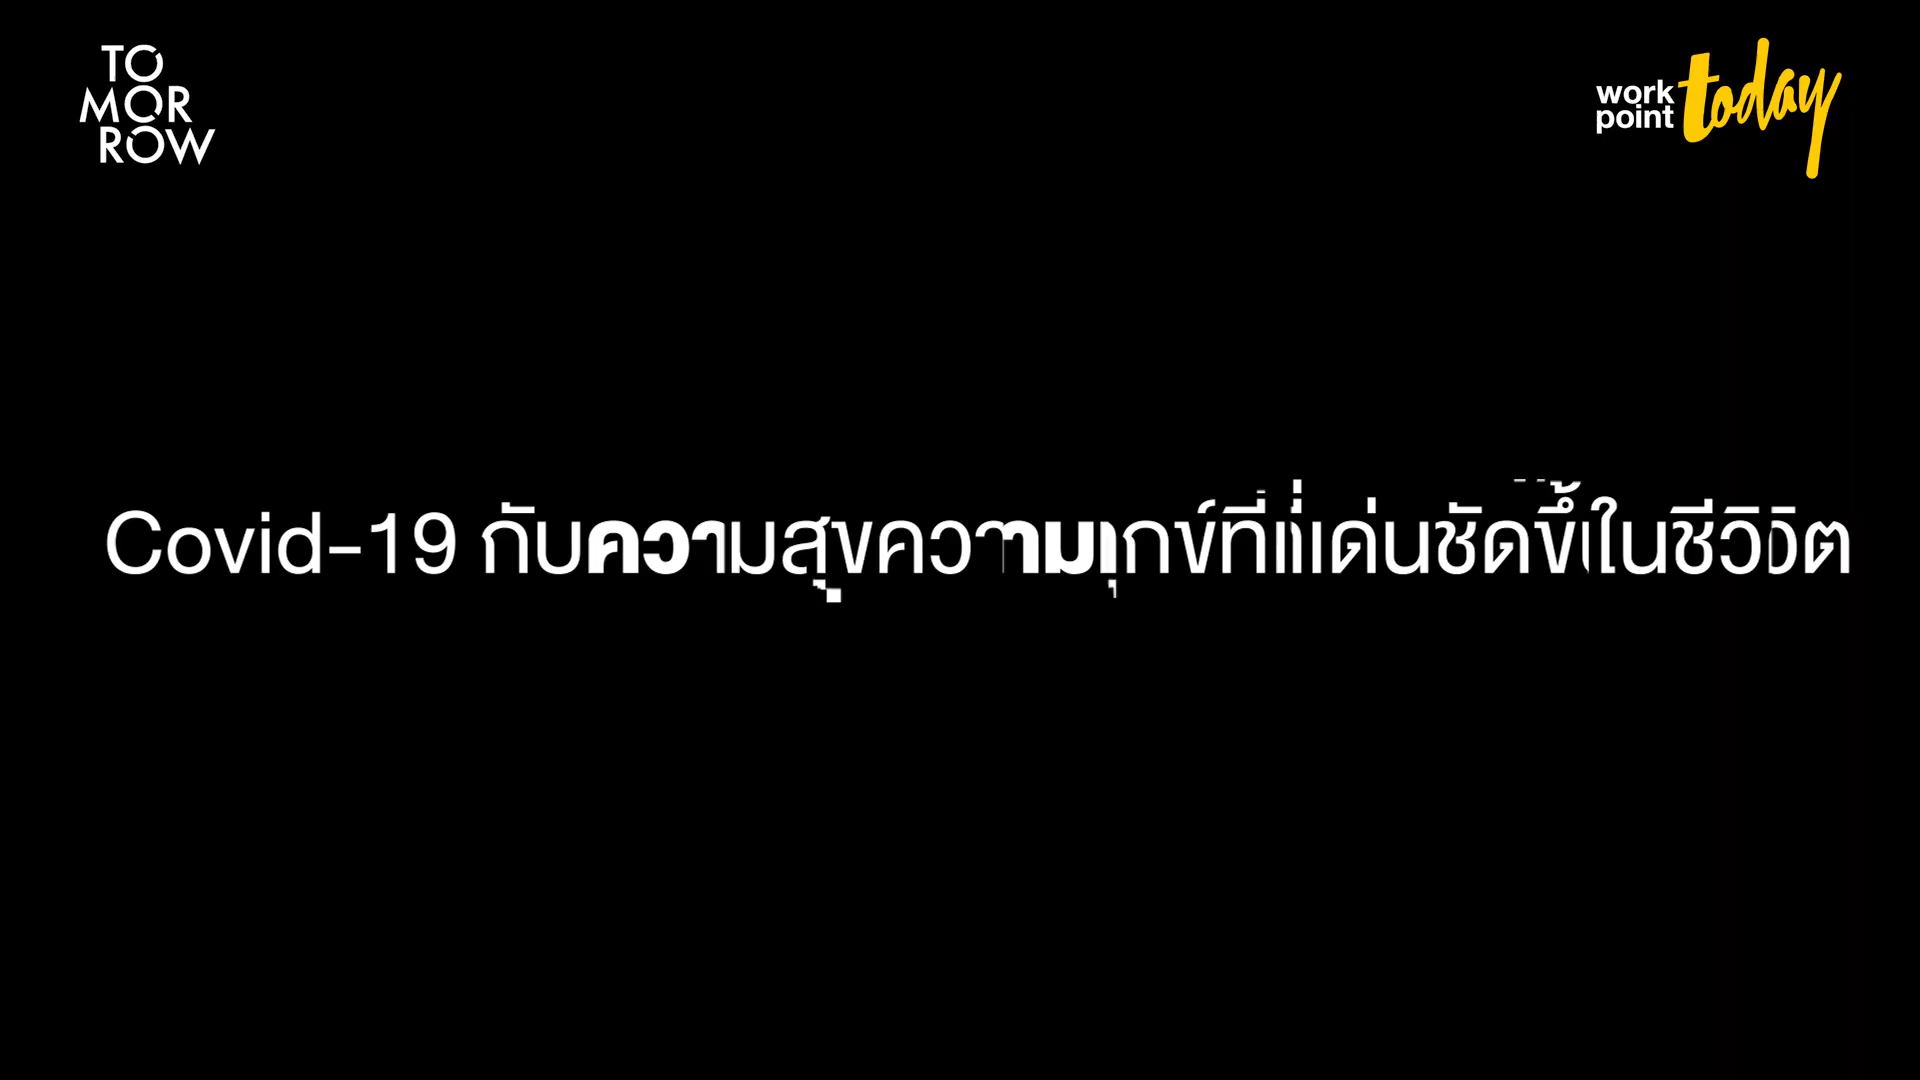 TO
MOR
ROW
work
point today
Covid-19 กับความสุขความทุกข์ที่เด่นชัดขึ้นในชีวิต